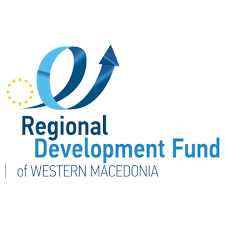 Regional
Development Fund
of WESTERN MACEDONIA